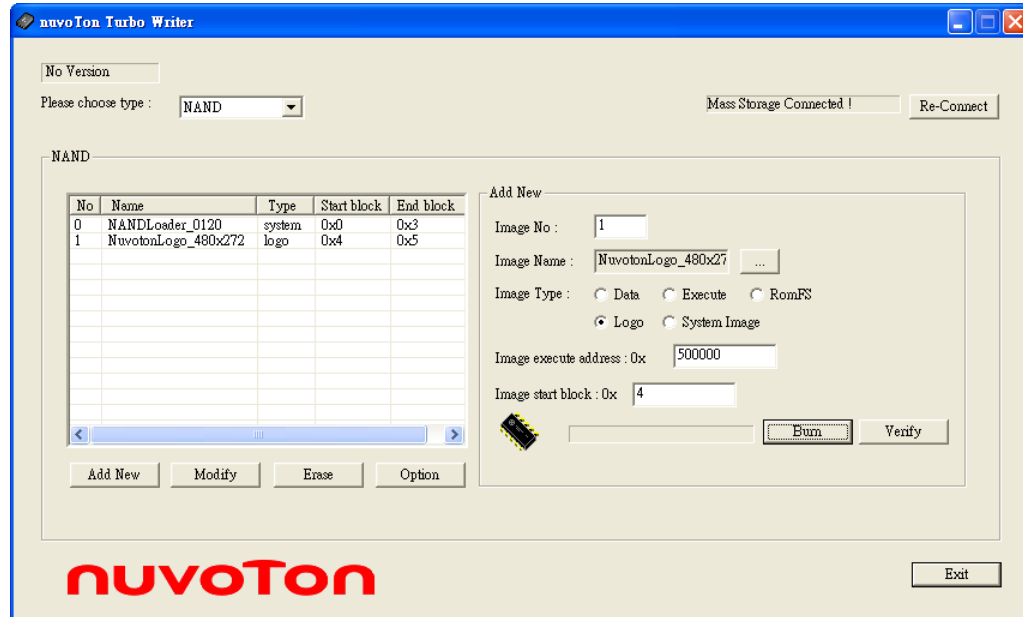 nuvoTon Turbo Writer
No Version
Please choose type : NAND
Mass Storage Connected ! Re-Connect
NAND
No Name Type Start block End block
0 NANDLoader_0120 system 0x0 0x3
1 NuvotonLogo_480x272 logo 0x4 0x5
Add New
Image No : 1
Image Name : NuvotonLogo_480x27 ...
Image Type : Data Execute RomFS
Logo System Image
Image execute address : 0x 500000
Image start block : 0x 4
Burn Verify
Add New Modify Erase Option
nuvoTon
Exit